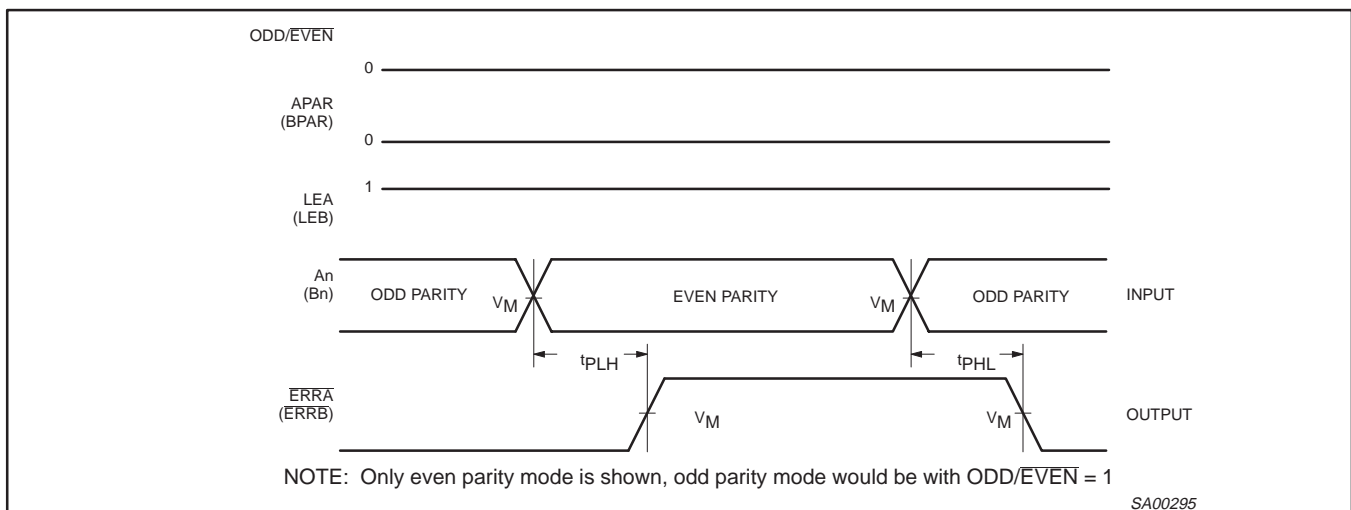 ODD/EVEN
0
APAR
(BPAR)
0
1
LEA
(LEB)
An
(Bn)
ODD PARITY
VM
EVEN PARITY
VM
ODD PARITY
INPUT
tPLH
tPHL
ERRA
(ERRB)
VM
VM
OUTPUT
NOTE: Only even parity mode is shown, odd parity mode would be with ODD/EVEN = 1
SA00295